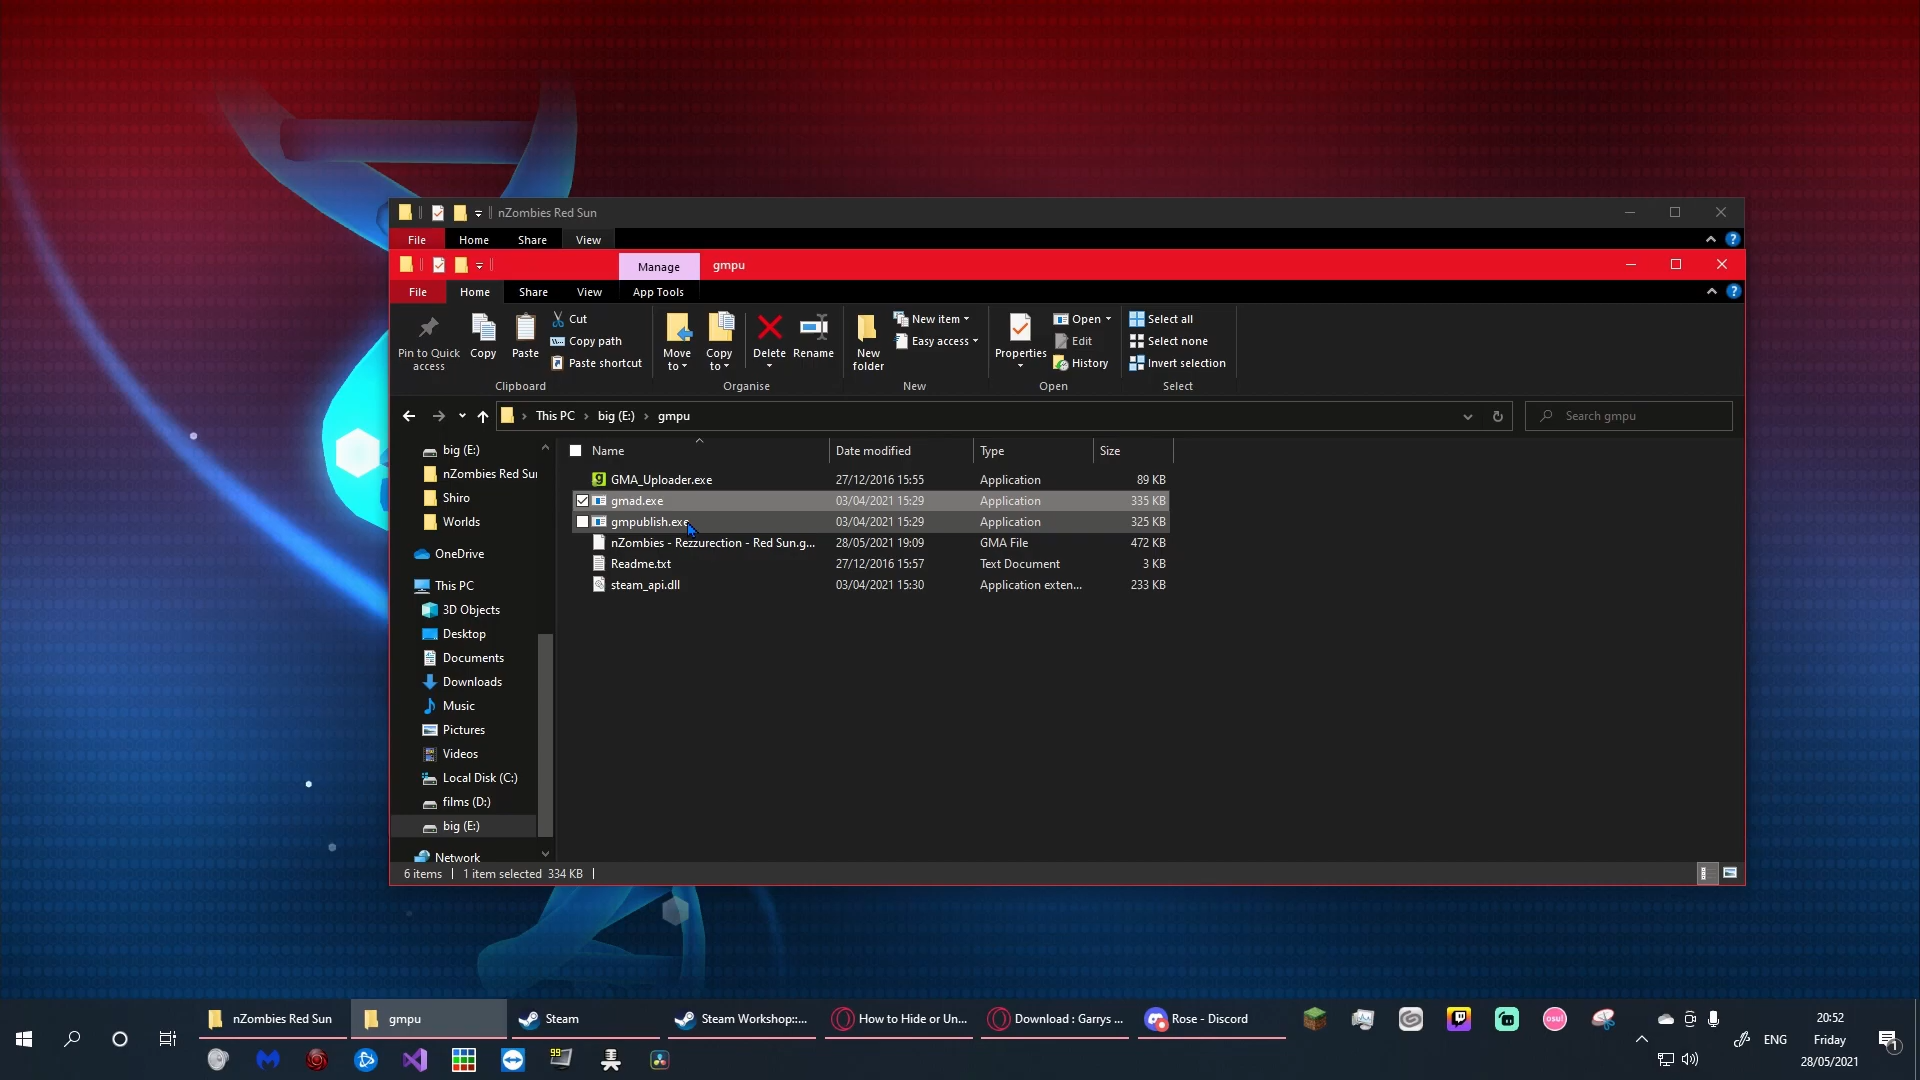 nZombies Red Sun
File Home Share View
Manage gmpu
File Home Share View App Tools
Pin to Quick access
Copy
Paste
Cut
Copy path
Paste shortcut
Clipboard
Move to
Copy to
Delete
Rename
Organise
New folder
New item
Easy access
New
Properties
Open
Edit
History
Open
Select all
Select none
Invert selection
Select
This PC > big (E:) > gmpu
Search gmpu
big (E:)
nZombies Red Su
Shiro
Worlds
OneDrive
This PC
3D Objects
Desktop
Documents
Downloads
Music
Pictures
Videos
Local Disk (C:)
films (D:)
big (E:)
Network
Name Date modified Type Size
GMA_Uploader.exe 27/12/2016 15:55 Application 89 KB
gmad.exe 03/04/2021 15:29 Application 335 KB
gmpublish.exe 03/04/2021 15:29 Application 325 KB
nZombies - Rezzurection - Red Sun.g... 28/05/2021 19:09 GMA File 472 KB
Readme.txt 27/12/2016 15:57 Text Document 3 KB
steam_api.dll 03/04/2021 15:30 Application exten... 233 KB
6 items 1 item selected 334 KB
nZombies Red Sun
gmpu
Steam
Steam Workshop::...
How to Hide or Un...
Download : Garrys ...
Rose - Discord
osu!
99
ENG
20:52
Friday
28/05/2021
1